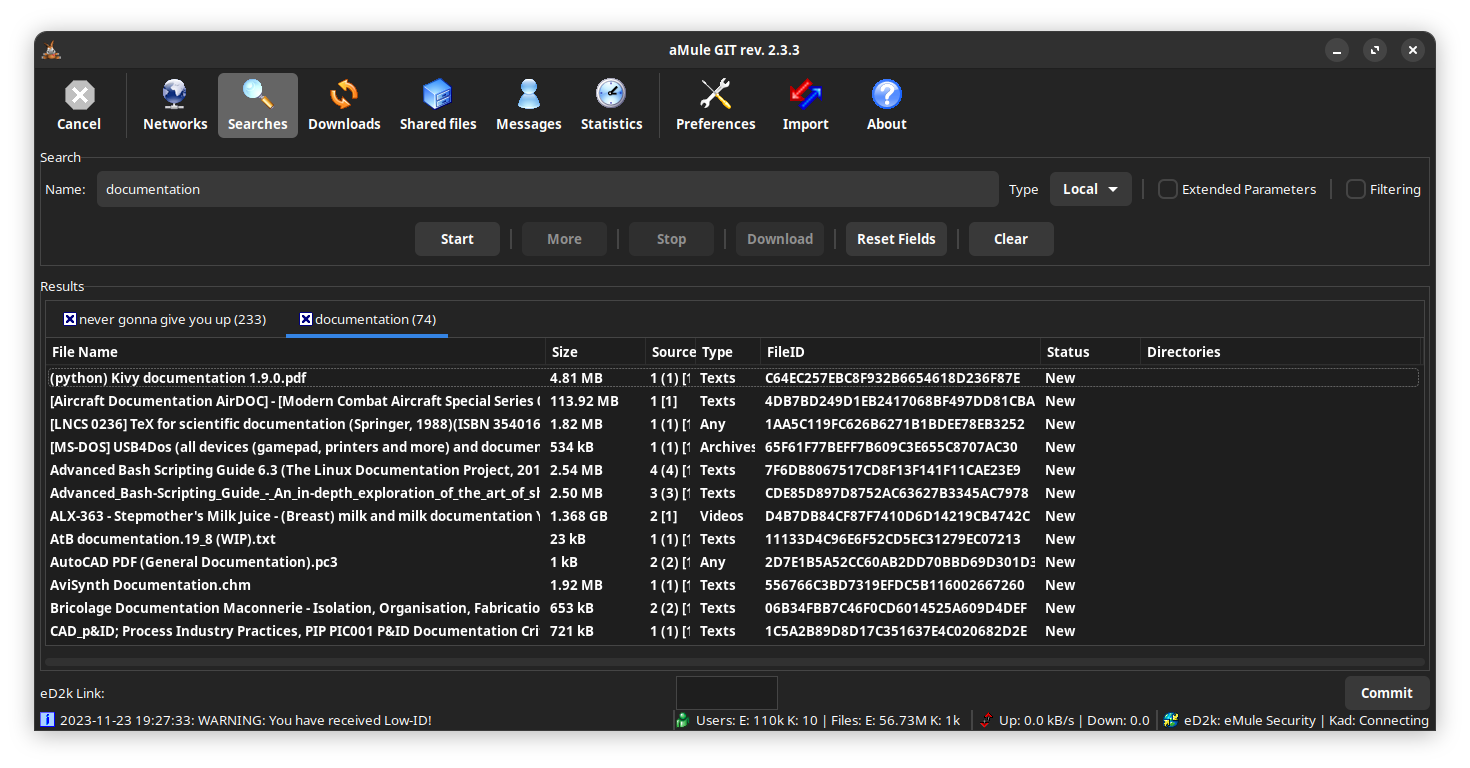 aMule GIT rev. 2.3.3
Cancel Networks Searches Downloads Shared files Messages Statistics Preferences Import About
Search
Name: documentation Type Local Extended Parameters Filtering
Start More Stop Download Reset Fields Clear
Results
never gonna give you up (233) documentation (74)
File Name Size Source Type FileID Status Directories
(python) Kivy documentation 1.9.0.pdf 4.81 MB 1 (1) [1 Texts C64EC257EBC8F932B6654618D236F87E New
[Aircraft Documentation AirDOC] - [Modern Combat Aircraft Special Series 113.92 MB 1 [1] Texts 4DB7BD249D1EB2417068BF497DD81CBA New
[LNCS 0236] TeX for scientific documentation (Springer, 1988)(ISBN 354016 1.82 MB 1 (1) [1 Any 1AA5C119FC626B6271B1BDEE78EB3252 New
[MS-DOS] USB4Dos (all devices (gamepad, printers and more) and documen 534 kB 1 (1) [1 Archives 65F61F77BEFF7B609C3E655C8707AC30 New
Advanced Bash Scripting Guide 6.3 (The Linux Documentation Project, 201 2.54 MB 4 (4) [1 Texts 7F6DB8067517CD8F13F141F11CAE23E9 New
Advanced_Bash-Scripting_Guide_-_An_in-depth_exploration_of_the_art_of_sh 2.50 MB 3 (3) [1 Texts CDE85D897D8752AC63627B3345AC7978 New
ALX-363 - Stepmother's Milk Juice - (Breast) milk and milk documentation 1.368 GB 2 [1] Videos D4B7DB84CF87F7410D6D14219CB4742C New
AtB documentation.19_8 (WIP).txt 23 kB 1 (1) [1 Texts 11133D4C96E6F52CD5EC31279EC07213 New
AutoCAD PDF (General Documentation).pc3 1 kB 2 (2) [1 Any 2D7E1B5A52CC60AB2DD70BBD69D301D3 New
AviSynth Documentation.chm 1.92 MB 1 (1) [1 Texts 556766C3BD7319EFDC5B116002667260 New
Bricolage Documentation Maconnerie - Isolation, Organisation, Fabricatio 653 kB 2 (2) [1 Texts 06B34FBB7C46F0CD6014525A609D4DEF New
CAD_p&ID; Process Industry Practices, PIP PIC001 P&ID Documentation Cri 721 kB 1 (1) [1 Texts 1C5A2B89D8D17C351637E4C020682D2E New
eD2k Link: Commit
2023-11-23 19:27:33: WARNING: You have received Low-ID! Users: E: 110k K: 10 | Files: E: 56.73M K: 1k Up: 0.0 kB/s | Down: 0.0 eD2k: eMule Security | Kad: Connecting